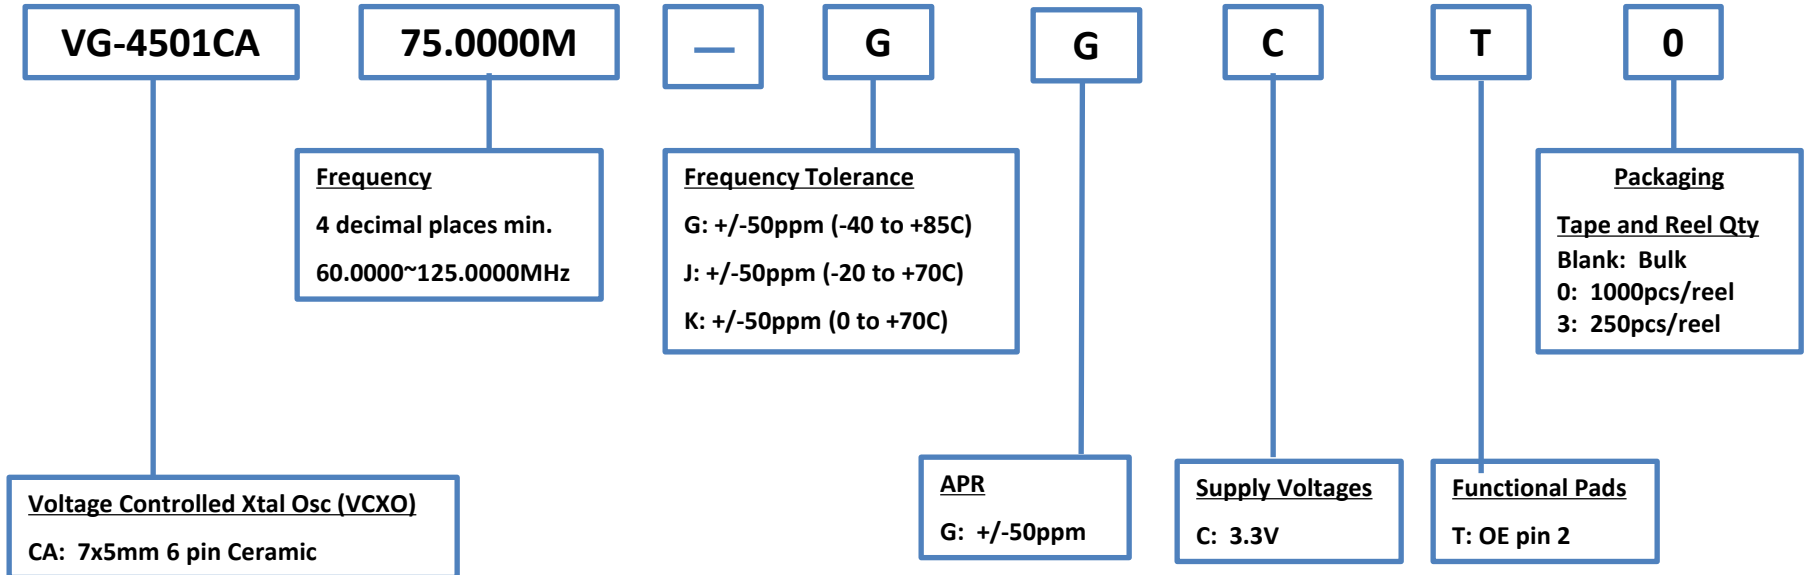 VG-4501CA 75.0000M — G G C T 0
Frequency
4 decimal places min.
60.0000~125.0000MHz
Frequency Tolerance
G: +/-50ppm (-40 to +85C)
J: +/-50ppm (-20 to +70C)
K: +/-50ppm (0 to +70C)
Packaging
Tape and Reel Qty
Blank: Bulk
0: 1000pcs/reel
3: 250pcs/reel
Voltage Controlled Xtal Osc (VCXO)
CA: 7x5mm 6 pin Ceramic
APR
G: +/-50ppm
Supply Voltages
C: 3.3V
Functional Pads
T: OE pin 2